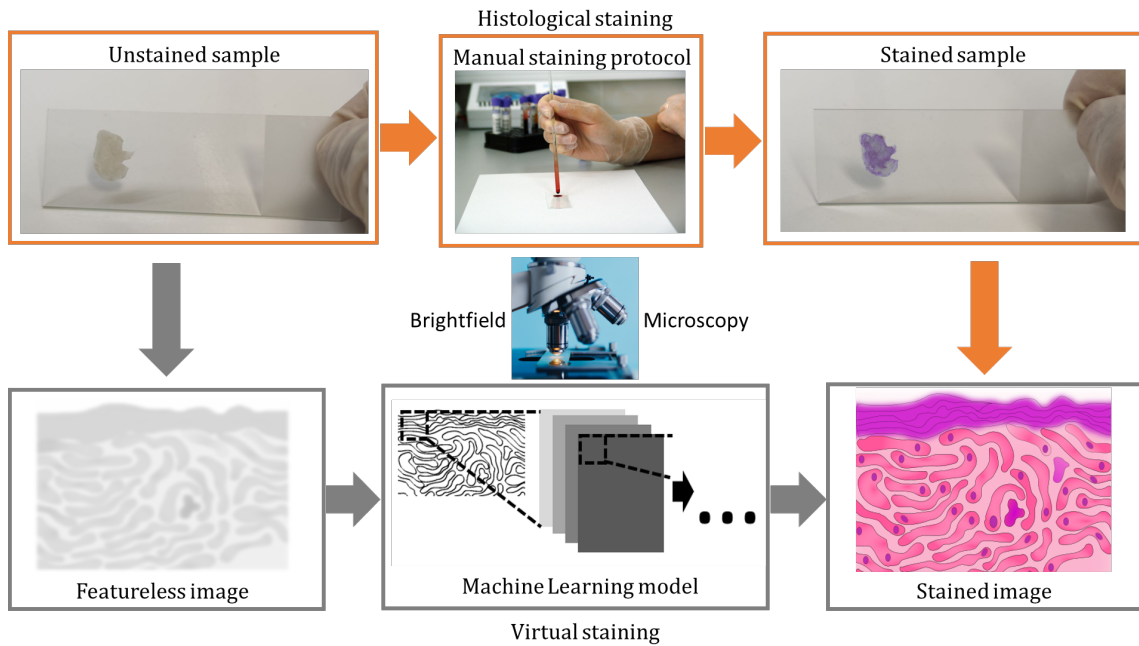 Histological staining
Unstained sample
Manual staining protocol
Stained sample
Brightfield
Microscopy
Featureless image
Machine Learning model
Stained image
Virtual staining